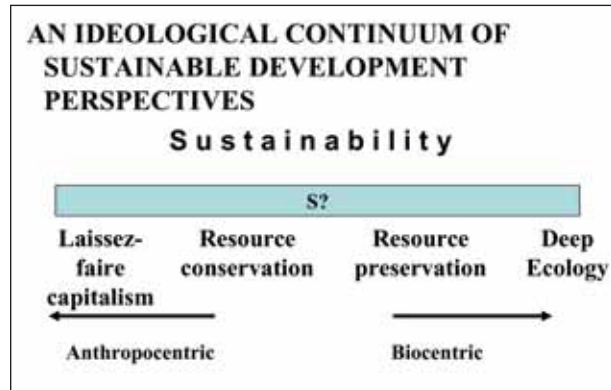 AN IDEOLOGICAL CONTINUUM OF
SUSTAINABLE DEVELOPMENT
PERSPECTIVES
Sustainability
S?
Laissez-
faire
capitalism
Resource
conservation
Resource
preservation
Deep
Ecology
Anthropocentric
Biocentric